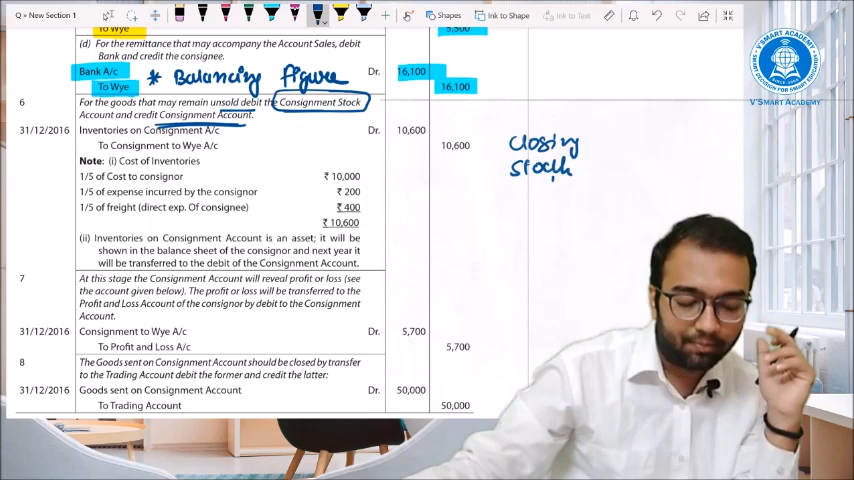 Q » New Section 1
Shapes
Ink to Shape
Ink to Text
To Wye
5,500
(d) For the remittance that may accompany the Account Sales, debit
Bank and credit the consignee.
Bank A/c Dr. 16,100
* Balancing figure
To Wye 16,100
6 For the goods that may remain unsold debit the Consignment Stock
Account and credit Consignment Account.
31/12/2016 Inventories on Consignment A/c Dr. 10,600
To Consignment to Wye A/c 10,600
closing
stock
Note: (i) Cost of Inventories
1/5 of Cost to consignor ₹ 10,000
1/5 of expense incurred by the consignor ₹ 200
1/5 of freight (direct exp. Of consignee) ₹ 400
₹ 10,600
(ii) Inventories on Consignment Account is an asset; it will be
shown in the balance sheet of the consignor and next year it
will be transferred to the debit of the Consignment Account.
7 At this stage the Consignment Account will reveal profit or loss (see
the account given below). The profit or loss will be transferred to the
Profit and Loss Account of the consignor by debit to the Consignment
Account.
31/12/2016 Consignment to Wye A/c Dr. 5,700
To Profit and Loss A/c 5,700
8 The Goods sent on Consignment Account should be closed by transfer
to the Trading Account debit the former and credit the latter:
31/12/2016 Goods sent on Consignment Account Dr. 50,000
To Trading Account 50,000
V'SMART ACADEMY
SMART DECISION FOR SMART EDUCATION
V'SMART ACADEMY